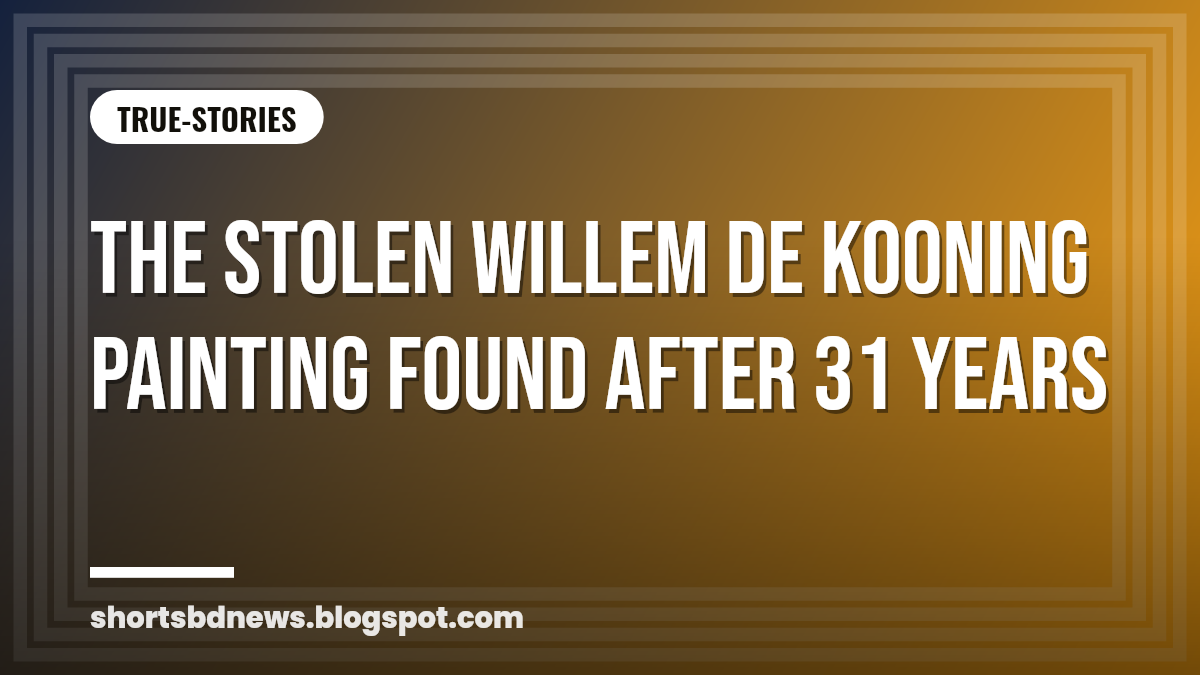 TRUE-STORIES
THE STOLEN WILLEM DE KOONING
PAINTING FOUND AFTER 31 YEARS
shortsbdnews.blogspot.com